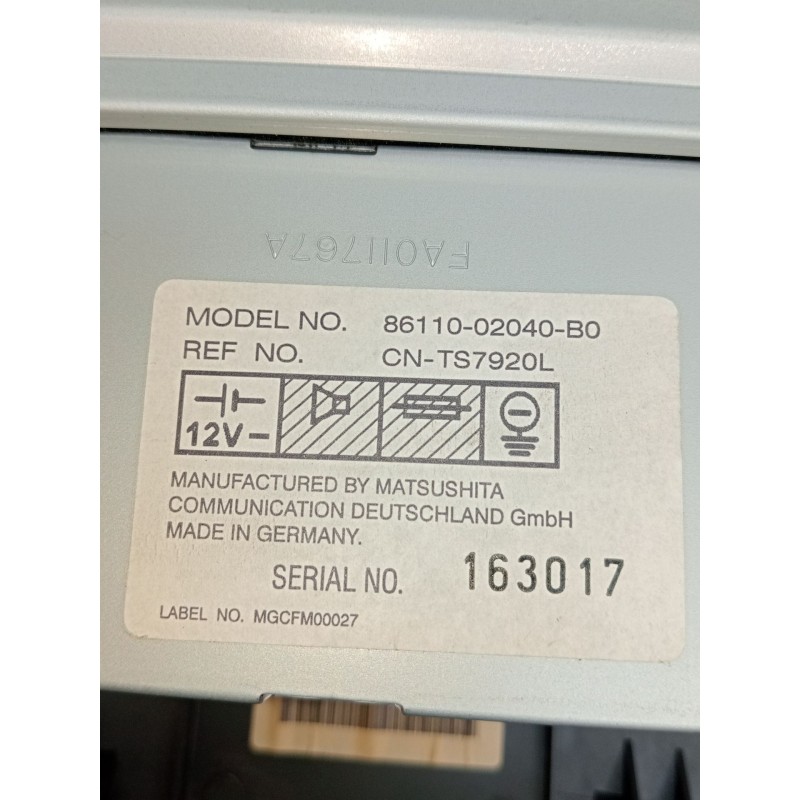 FA011767A
MODEL NO. 86110-02040-B0
REF NO. CN-TS7920L
12V⎓
MANUFACTURED BY MATSUSHITA
COMMUNICATION DEUTSCHLAND GmbH
MADE IN GERMANY.
SERIAL NO. 163017
LABEL NO. MGCFM00027